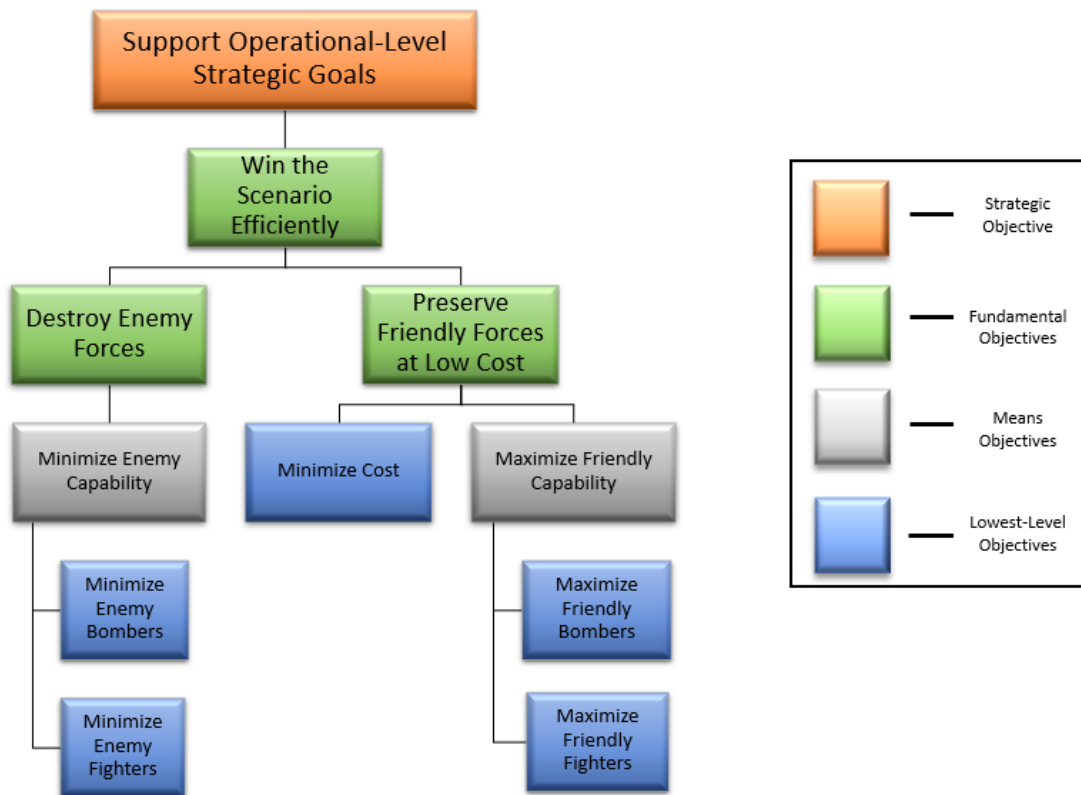 Support Operational-Level
Strategic Goals
Win the
Scenario
Efficiently
Destroy Enemy
Forces
Preserve
Friendly Forces
at Low Cost
Minimize Enemy
Capability
Minimize Cost
Maximize Friendly
Capability
Minimize
Enemy
Bombers
Maximize
Friendly
Bombers
Minimize
Enemy
Fighters
Maximize
Friendly
Fighters
Strategic
Objective
Fundamental
Objectives
Means
Objectives
Lowest-Level
Objectives